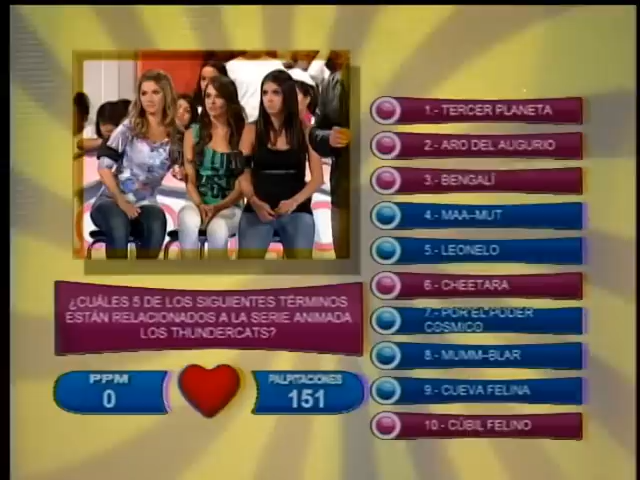 1.- TERCER PLANETA
2.- ARO DEL AUGURIO
3.- BENGALÍ
4.- MAA-MUT
5.- LEONELO
6.- CHEETARA
7.- POR EL PODER
COSMICO
8.- MUMM-BLAR
9.- CUEVA FELINA
10.- CÚBIL FELINO
¿CUÁLES 5 DE LOS SIGUIENTES TÉRMINOS
ESTÁN RELACIONADOS A LA SERIE ANIMADA
LOS THUNDERCATS?
PPM
0
PALPITACIONES
151